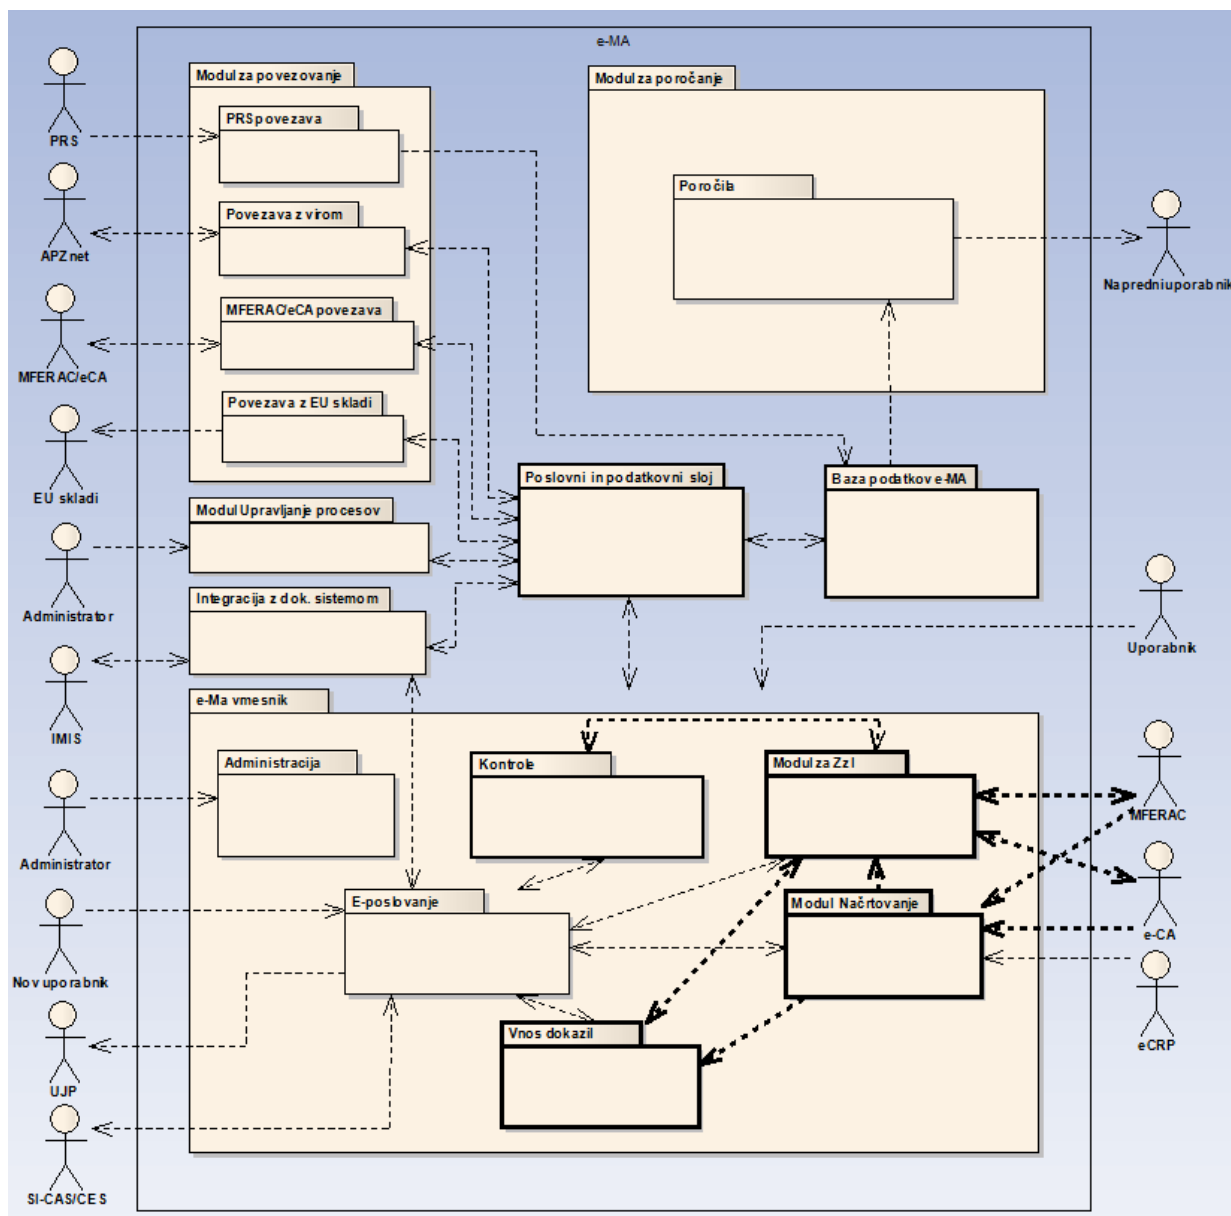 e-MA
Modul za povezovanje
Modul za poročanje
PRS povezava
PRS
Poročila
Povezava z virom
APZnet
Napredni uporabnik
MFERAC/eCA povezava
MFERAC/eCA
Povezava z EU skladi
EU skladi
Poslovni in podatkovni sloj
Baza podatkov e-MA
Modul Upravljanje procesov
Administrator
Integracija z dok. sistemom
Uporabnik
IMIS
e-Ma vmesnik
Administracija
Kontrole
Modul za ZzI
MFERAC
Administrator
E-poslovanje
Modul Načrtovanje
e-CA
Nov uporabnik
Vnos dokazil
eCRP
UJP
SI-CAS/CES